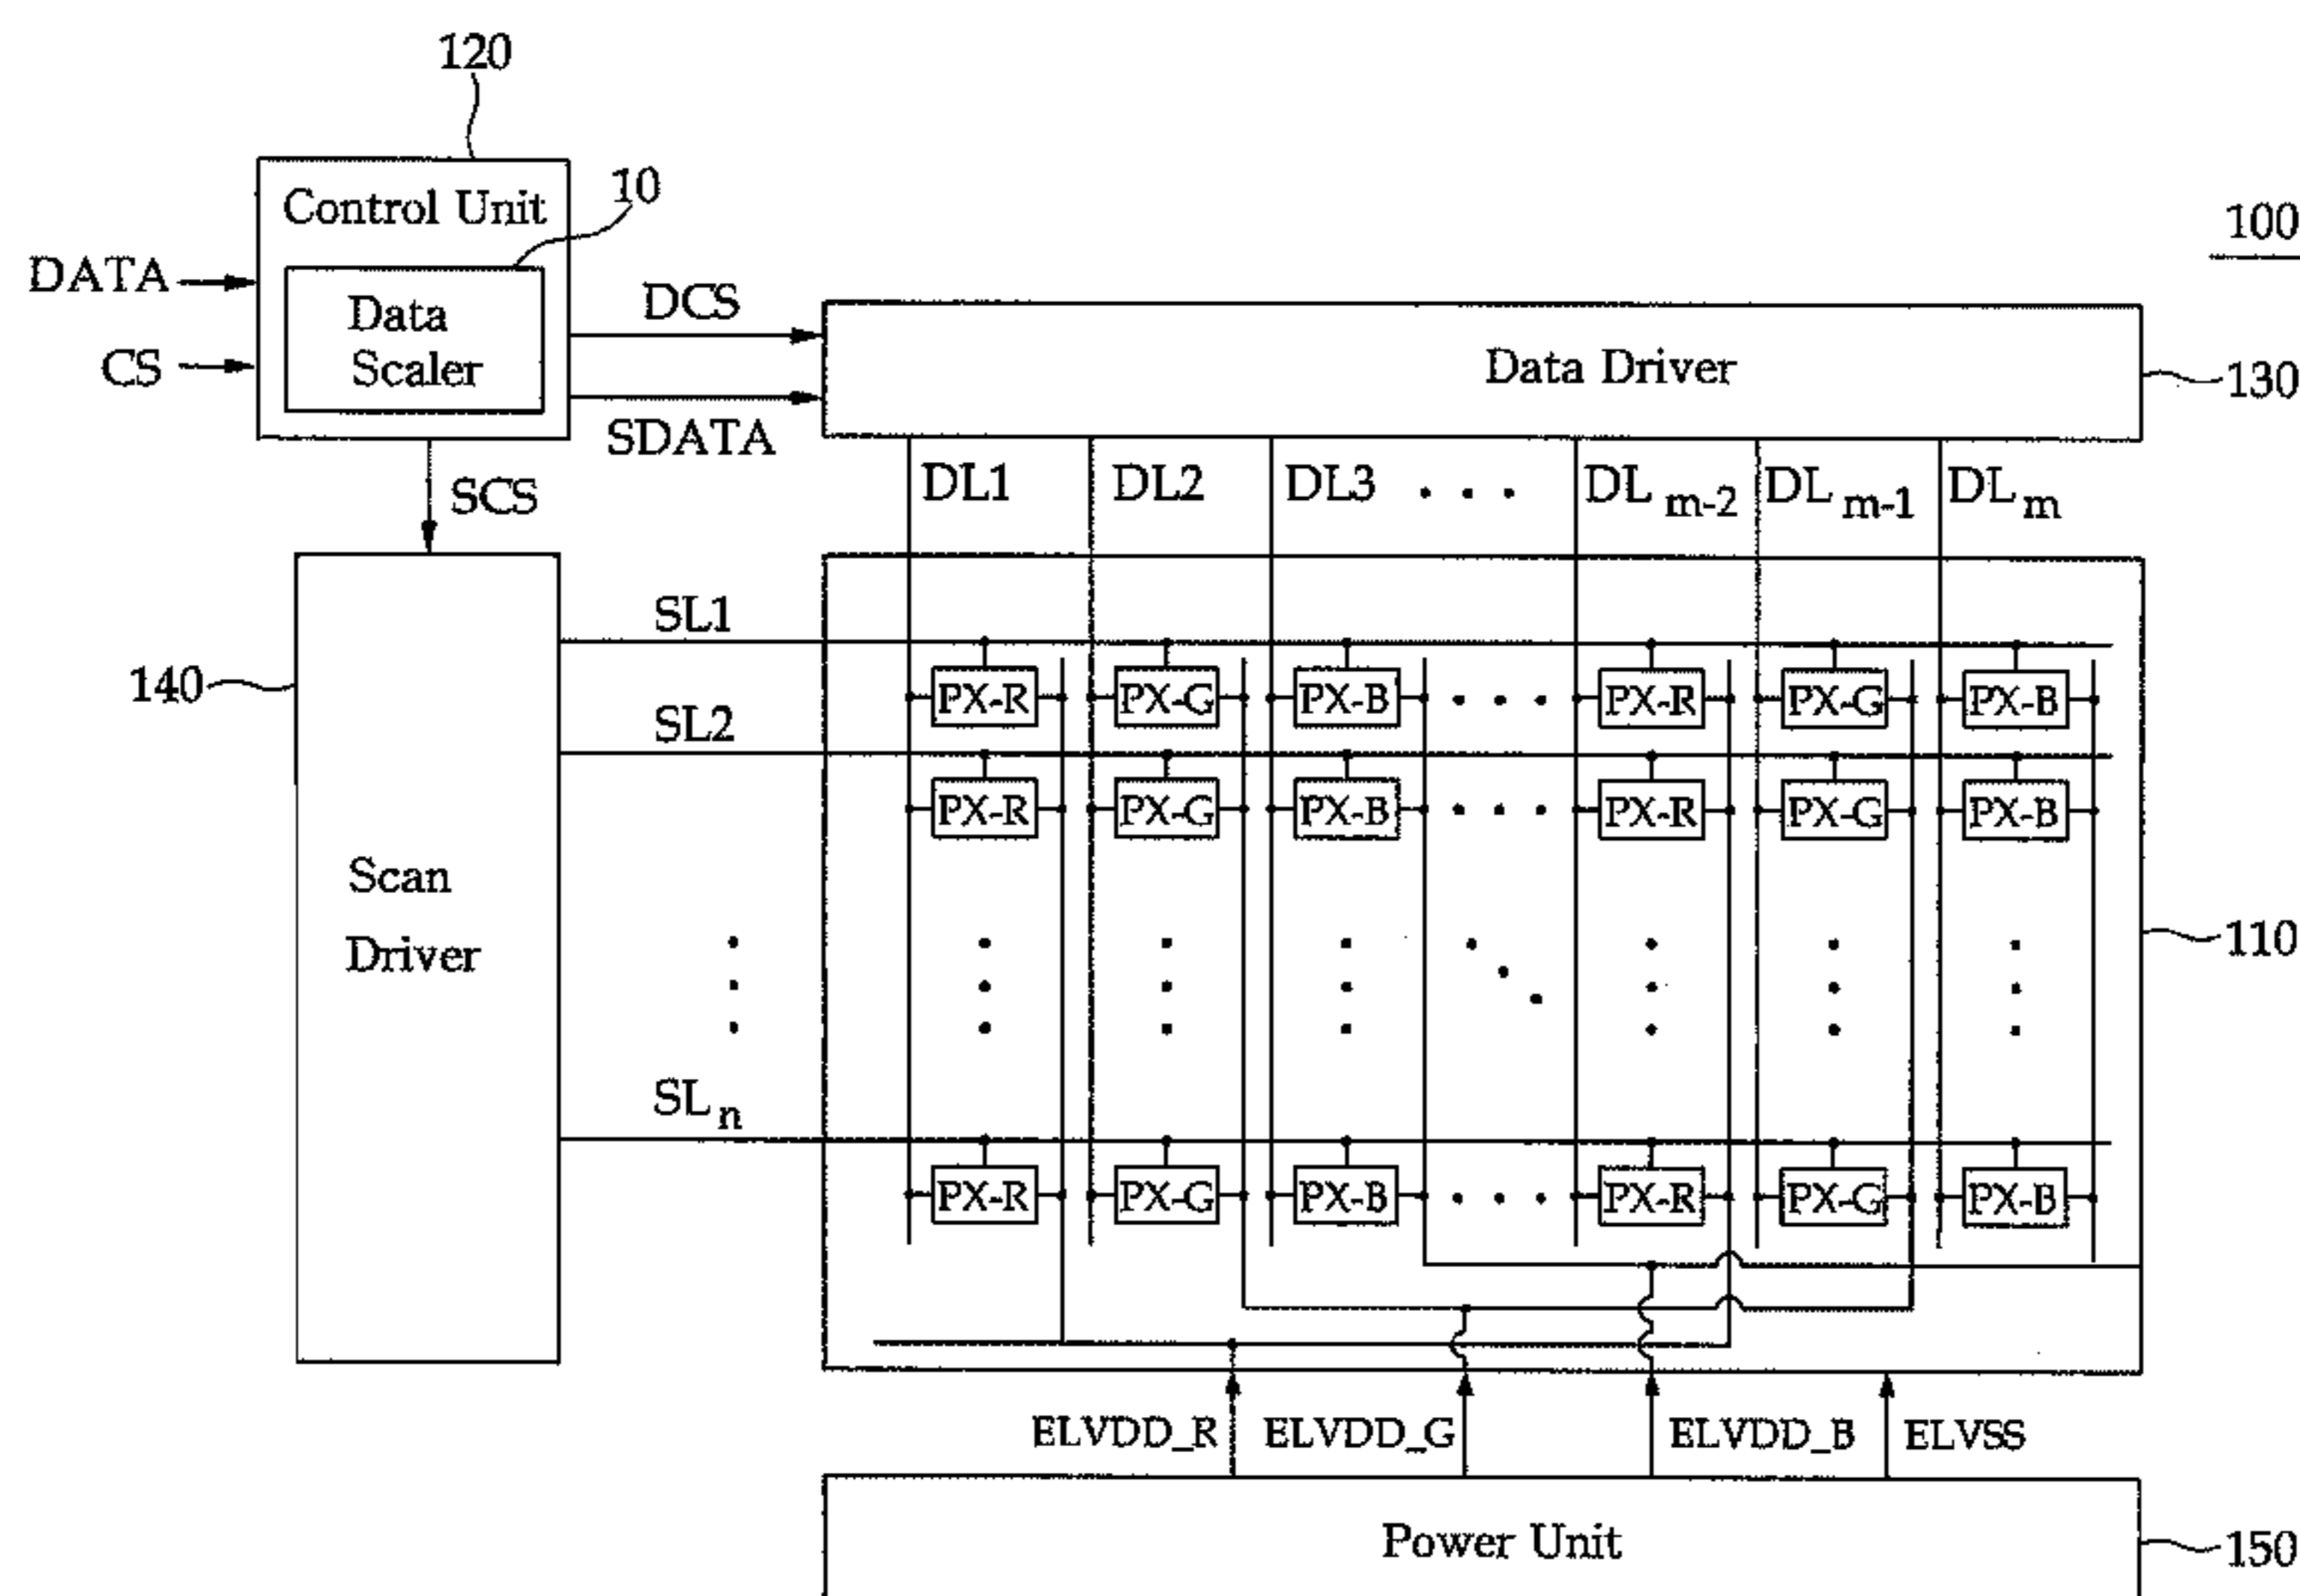 120
Control Unit
10
100
DATA
Data
Scaler
CS
DCS
SDATA
Data Driver
130
SCS
DL1 DL2 DL3 . . . DL m-2 DL m-1 DL m
SL1
140
PX-R PX-G PX-B . . . PX-R PX-G PX-B
SL2
PX-R PX-G PX-B . . . PX-R PX-G PX-B
Scan
Driver
110
SL n
PX-R PX-G PX-B . . . PX-R PX-G PX-B
ELVDD_R ELVDD_G ELVDD_B ELVSS
Power Unit
150